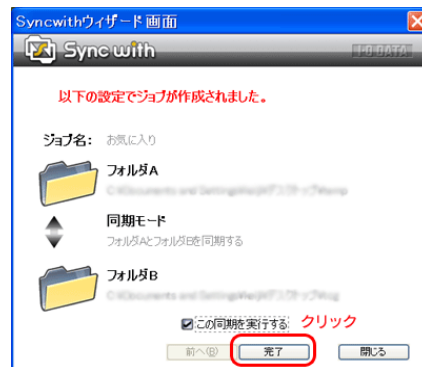 Syncwithウィザード画面
Sync with
I-O DATA
以下の設定でジョブが作成されました。
ジョブ名: お気に入り
フォルダA
同期モード
フォルダAとフォルダBを同期する
フォルダB
この同期を実行する クリック
前へ(B) 完了 閉じる